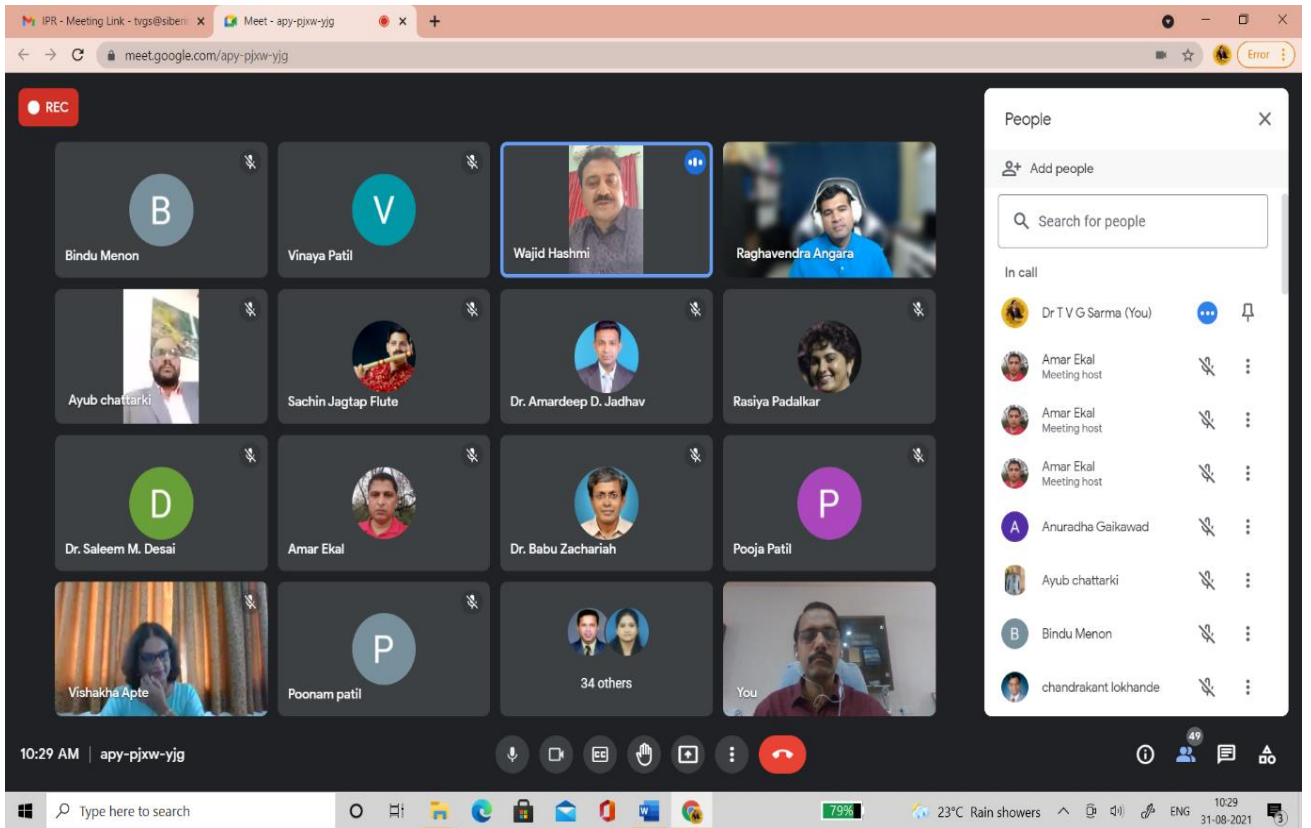 IPR - Meeting Link - tvgs@siberi
Meet - apy-pjxw-yjg
meet.google.com/apy-pjxw-yjg
Error
REC
People
Add people
Search for people
In call
B
Bindu Menon
V
Vinaya Patil
Wajid Hashmi
Raghavendra Angara
Ayub chattarki
Sachin Jagtap Flute
Dr. Amardeep D. Jadhav
Rasiya Padalkar
D
Dr. Saleem M. Desai
Amar Ekal
Dr. Babu Zachariah
P
Pooja Patil
Vishakha Apte
P
Poonam patil
34 others
You
Dr T V G Sarma (You)
Amar Ekal
Meeting host
Amar Ekal
Meeting host
Amar Ekal
Meeting host
A
Anuradha Gaikawad
Ayub chattarki
B
Bindu Menon
chandrakant lokhande
10:29 AM | apy-pjxw-yjg
CC
49
Type here to search
W
79%
23°C Rain showers
ENG
10:29
31-08-2021
3